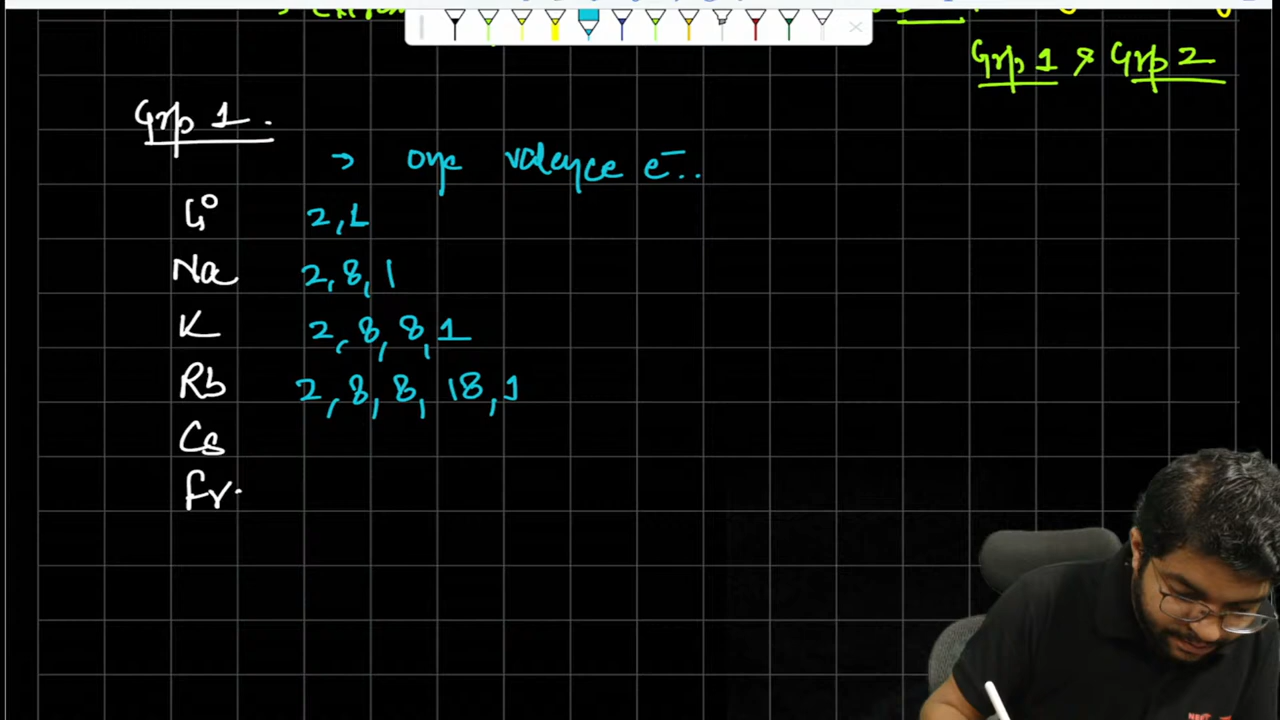 Grp 1 & Grp 2
Grp 1.
→ one valence e⁻..
Li 2,1
Na 2,8,1
K 2,8,8,1
Rb 2,8,8,18,1
Cs
Fr.